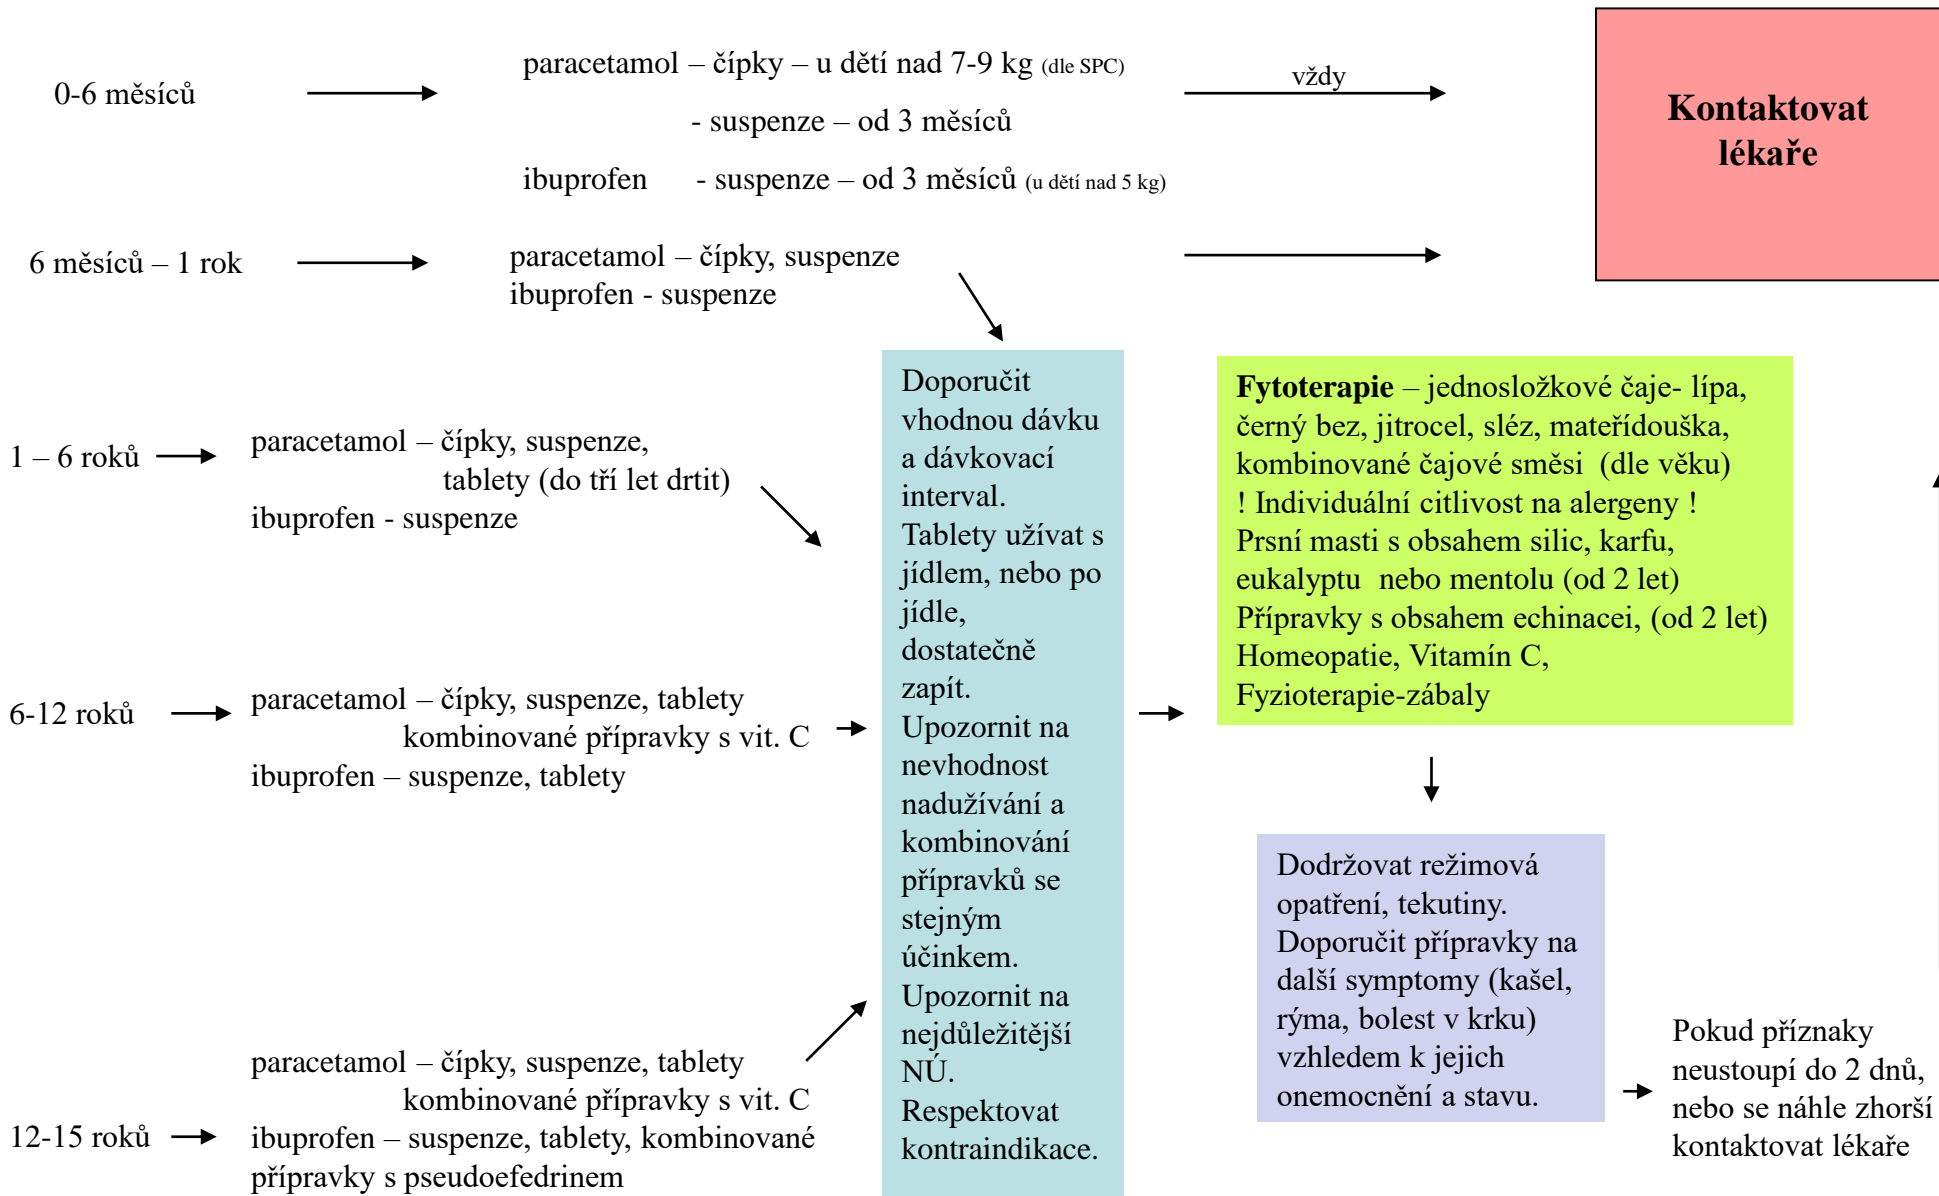 0-6 měsíců
paracetamol – čípky – u dětí nad 7-9 kg (dle SPC)
- suspenze – od 3 měsíců
ibuprofen - suspenze – od 3 měsíců (u dětí nad 5 kg)
vždy
Kontaktovat
lékaře
6 měsíců – 1 rok
paracetamol – čípky, suspenze
ibuprofen - suspenze
1 – 6 roků
paracetamol – čípky, suspenze,
tablety (do tří let drtit)
ibuprofen - suspenze
6-12 roků
paracetamol – čípky, suspenze, tablety
kombinované přípravky s vit. C
ibuprofen – suspenze, tablety
12-15 roků
paracetamol – čípky, suspenze, tablety
kombinované přípravky s vit. C
ibuprofen – suspenze, tablety, kombinované
přípravky s pseudoefedrinem
Doporučit
vhodnou dávku
a dávkovací
interval.
Tablety užívat s
jídlem, nebo po
jídle,
dostatečně
zapít.
Upozornit na
nevhodnost
nadužívání a
kombinování
přípravků se
stejným
účinkem.
Upozornit na
nejdůležitější
NÚ.
Respektovat
kontraindikace.
Fytoterapie – jednosložkové čaje- lípa,
černý bez, jitrocel, sléz, mateřídouška,
kombinované čajové směsi (dle věku)
! Individuální citlivost na alergeny !
Prsní masti s obsahem silic, karfu,
eukalyptu nebo mentolu (od 2 let)
Přípravky s obsahem echinacei, (od 2 let)
Homeopatie, Vitamín C,
Fyzioterapie-zábaly
Dodržovat režimová
opatření, tekutiny.
Doporučit přípravky na
další symptomy (kašel,
rýma, bolest v krku)
vzhledem k jejich
onemocnění a stavu.
Pokud příznaky
neustoupí do 2 dnů,
nebo se náhle zhorší
kontaktovat lékaře